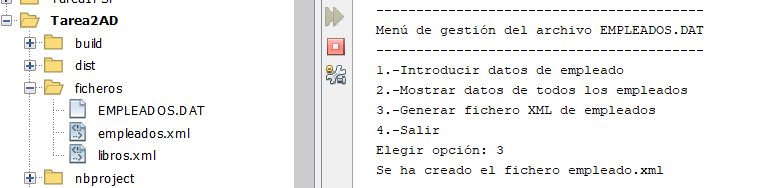 Tarea2AD
build
dist
ficheros
EMPLEADOS.DAT
empleados.xml
libros.xml
nbproject
----------------------------------------
Menú de gestión del archivo EMPLEADOS.DAT
----------------------------------------
1.-Introducir datos de empleado
2.-Mostrar datos de todos los empleados
3.-Generar fichero XML de empleados
4.-Salir
Elegir opción: 3
Se ha creado el fichero empleado.xml